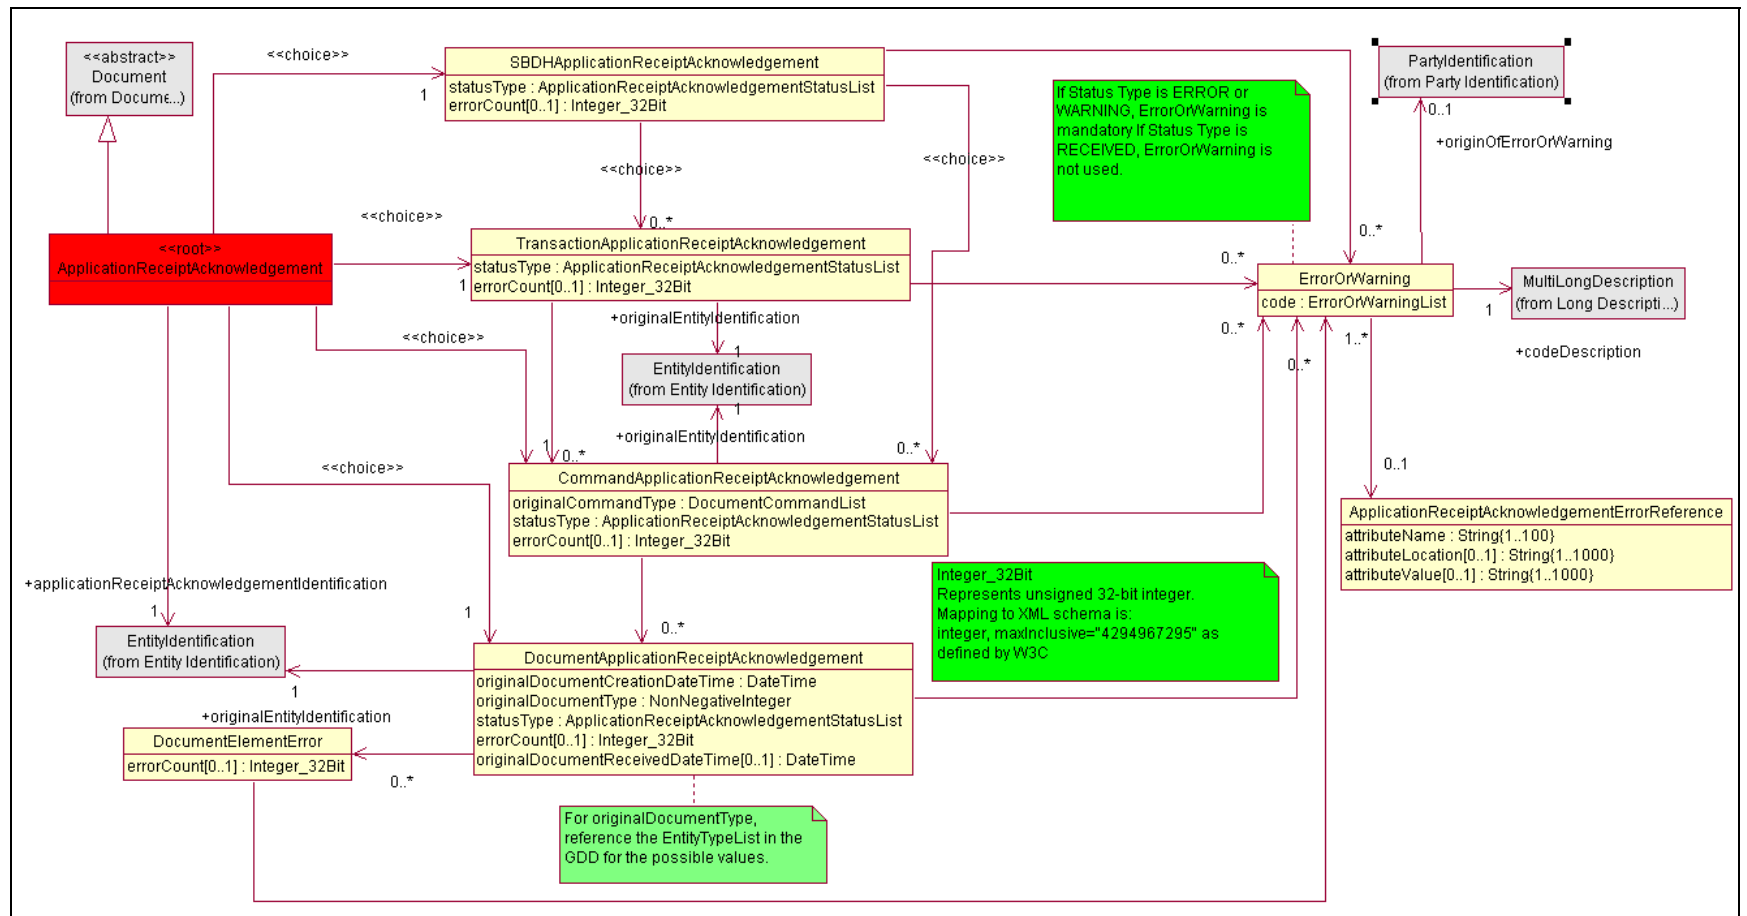 <<abstract>>
Document
(from Docume...)
<<choice>>
1
SBDHApplicationReceiptAcknowledgement
statusType : ApplicationReceiptAcknowledgementStatusList
errorCount[0..1] : Integer_32Bit
<<choice>>
0..*
<<choice>>
If Status Type is ERROR or
WARNING, ErrorOrWarning is
mandatory If Status Type is
RECEIVED, ErrorOrWarning is
not used.
PartyIdentification
(from Party Identification)
0..1
+originOfErrorOrWarning
0..*
<<root>>
ApplicationReceiptAcknowledgement
<<choice>>
1
TransactionApplicationReceiptAcknowledgement
statusType : ApplicationReceiptAcknowledgementStatusList
errorCount[0..1] : Integer_32Bit
0..*
ErrorOrWarning
code : ErrorOrWarningList
1
MultiLongDescription
(from Long Descripti...)
+codeDescription
+originalEntityIdentification
1
EntityIdentification
(from Entity Identification)
1
+originalEntityIdentification
<<choice>>
0..*
0..*
1..*
1
0..*
0..*
<<choice>>
CommandApplicationReceiptAcknowledgement
originalCommandType : DocumentCommandList
statusType : ApplicationReceiptAcknowledgementStatusList
errorCount[0..1] : Integer_32Bit
0..1
ApplicationReceiptAcknowledgementErrorReference
attributeName : String{1..100}
attributeLocation[0..1] : String{1..1000}
attributeValue[0..1] : String{1..1000}
+applicationReceiptAcknowledgementIdentification
1
EntityIdentification
(from Entity Identification)
1
+originalEntityIdentification
Integer_32Bit
Represents unsigned 32-bit integer.
Mapping to XML schema is:
integer, maxInclusive="4294967295" as
defined by W3C
1
0..*
DocumentApplicationReceiptAcknowledgement
originalDocumentCreationDateTime : DateTime
originalDocumentType : NonNegativeInteger
statusType : ApplicationReceiptAcknowledgementStatusList
errorCount[0..1] : Integer_32Bit
originalDocumentReceivedDateTime[0..1] : DateTime
DocumentElementError
errorCount[0..1] : Integer_32Bit
0..*
For originalDocumentType,
reference the EntityTypeList in the
GDD for the possible values.